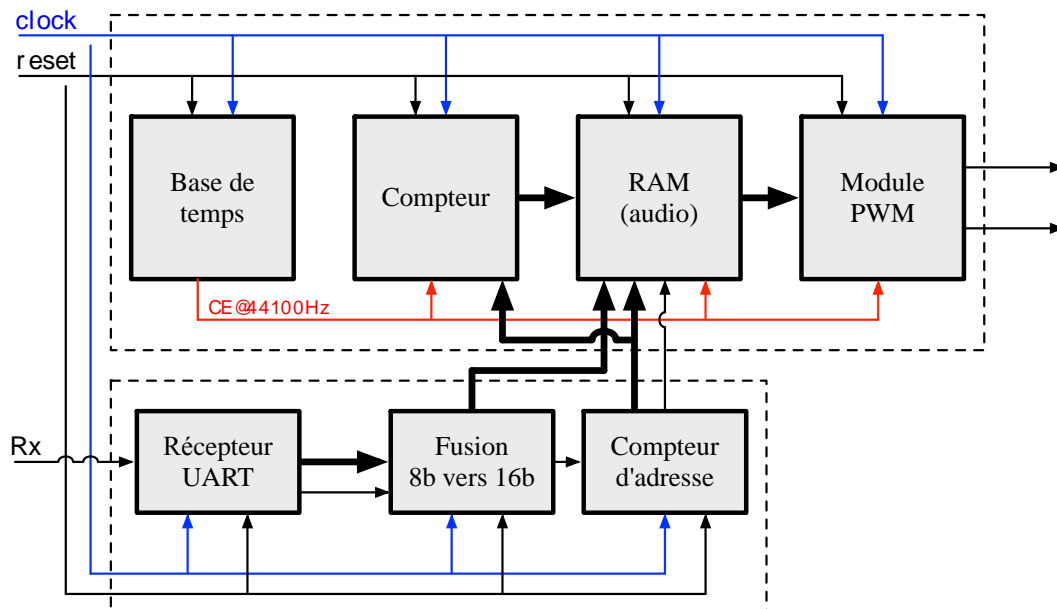 clock
reset
Base de
temps
Compteur
RAM
(audio)
Module
PWM
CE@44100Hz
Rx
Récepteur
UART
Fusion
8b vers 16b
Compteur
d'adresse